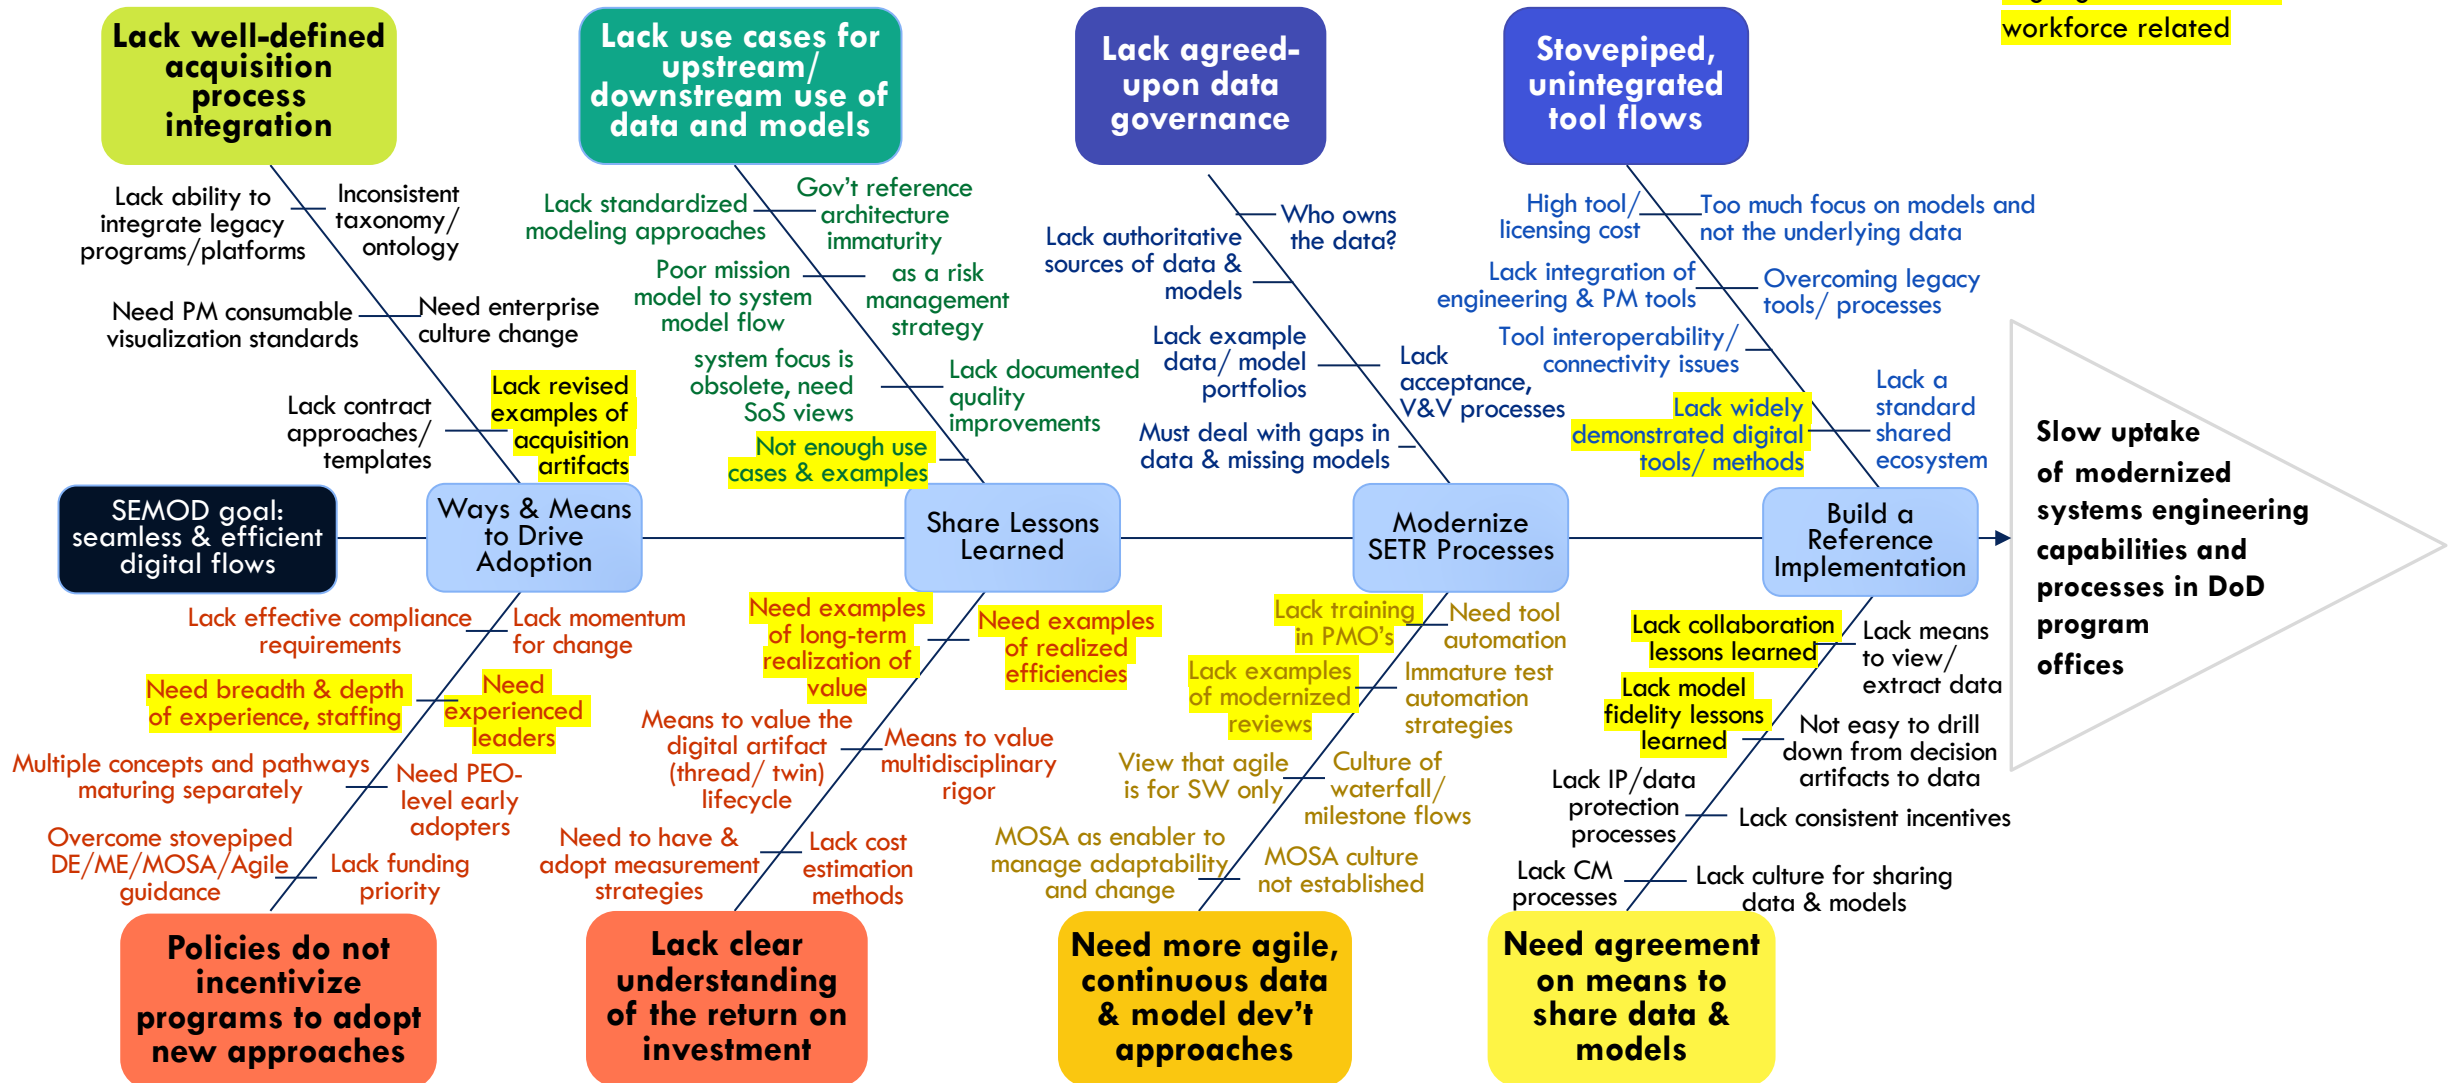 workforce related
Lack well-defined
acquisition
process
integration
Lack use cases for
upstream/
downstream use of
data and models
Lack agreed-
upon data
governance
Stovepiped,
unintegrated
tool flows
Lack ability to
integrate legacy
programs/platforms
Inconsistent
taxonomy/
ontology
Need PM consumable
visualization standards
Need enterprise
culture change
Lack contract
approaches/
templates
Lack revised
examples of
acquisition
artifacts
Lack standardized
modeling approaches
Gov't reference
architecture
immaturity
Poor mission
model to system
model flow
as a risk
management
strategy
system focus is
obsolete, need
SoS views
Lack documented
quality
improvements
Not enough use
cases & examples
Who owns
the data?
Lack authoritative
sources of data &
models
Lack example
data/ model
portfolios
Lack
acceptance,
V&V processes
Must deal with gaps in
data & missing models
High tool/
licensing cost
Too much focus on models and
not the underlying data
Lack integration of
engineering & PM tools
Overcoming legacy
tools/ processes
Tool interoperability/
connectivity issues
Lack widely
demonstrated digital
tools/ methods
Lack a
standard
shared
ecosystem
SEMOD goal:
seamless & efficient
digital flows
Ways & Means
to Drive
Adoption
Share Lessons
Learned
Modernize
SETR Processes
Build a
Reference
Implementation
Slow uptake
of modernized
systems engineering
capabilities and
processes in DoD
program
offices
Lack effective compliance
requirements
Lack momentum
for change
Need breadth & depth
of experience, staffing
Need
experienced
leaders
Multiple concepts and pathways
maturing separately
Need PEO-
level early
adopters
Overcome stovepiped
DE/ME/MOSA/Agile
guidance
Lack funding
priority
Need examples
of long-term
realization of
value
Need examples
of realized
efficiencies
Means to value the
digital artifact
(thread/ twin)
lifecycle
Means to value
multidisciplinary
rigor
Need to have &
adopt measurement
strategies
Lack cost
estimation
methods
Lack training
in PMO's
Need tool
automation
Lack examples
of modernized
reviews
Immature test
automation
strategies
View that agile
is for SW only
Culture of
waterfall/
milestone flows
MOSA as enabler to
manage adaptability
and change
MOSA culture
not established
Lack collaboration
lessons learned
Lack means
to view/
extract data
Lack model
fidelity lessons
learned
Not easy to drill
down from decision
artifacts to data
Lack IP/data
protection
processes
Lack consistent incentives
Lack CM
processes
Lack culture for sharing
data & models
Policies do not
incentivize
programs to adopt
new approaches
Lack clear
understanding
of the return on
investment
Need more agile,
continuous data
& model dev't
approaches
Need agreement
on means to
share data &
models